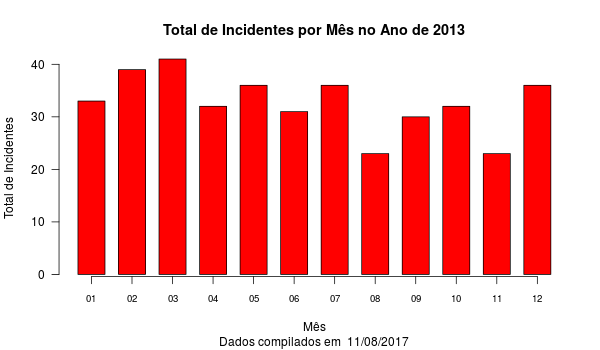 Total de Incidentes por Mês no Ano de 2013
Total de Incidentes
40
30
20
10
0
01 02 03 04 05 06 07 08 09 10 11 12
Mês
Dados compilados em 11/08/2017